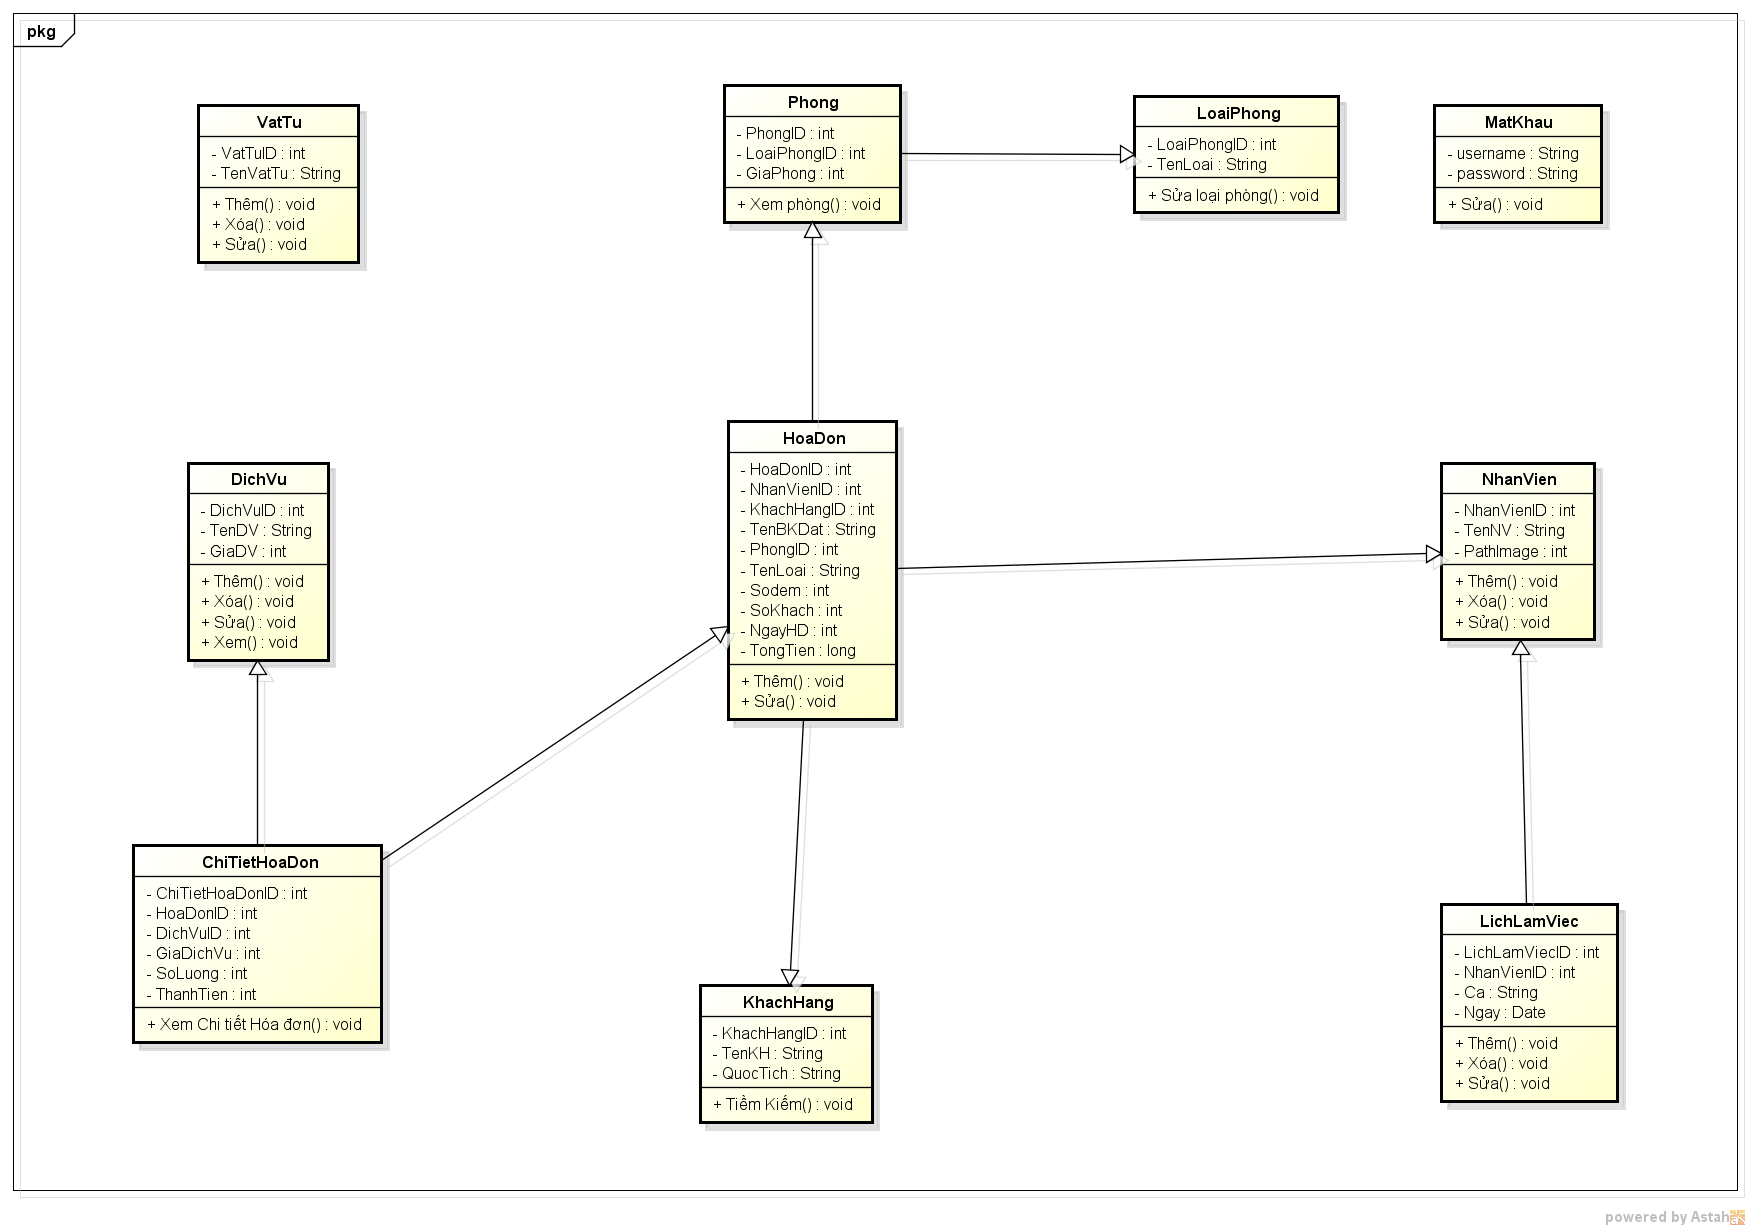 pkg
VatTu
- VatTuID : int
- TenVatTu : String
+ Thêm() : void
+ Xóa() : void
+ Sửa() : void
Phong
- PhongID : int
- LoaiPhongID : int
- GiaPhong : int
+ Xem phòng() : void
LoaiPhong
- LoaiPhongID : int
- TenLoai : String
+ Sửa loại phòng() : void
MatKhau
- username : String
- password : String
+ Sửa() : void
DichVu
- DichVuID : int
- TenDV : String
- GiaDV : int
+ Thêm() : void
+ Xóa() : void
+ Sửa() : void
+ Xem() : void
HoaDon
- HoaDonID : int
- NhanVienID : int
- KhachHangID : int
- TenBKDat : String
- PhongID : int
- TenLoai : String
- Sodem : int
- SoKhach : int
- NgayHD : int
- TongTien : long
+ Thêm() : void
+ Sửa() : void
NhanVien
- NhanVienID : int
- TenNV : String
- PathImage : int
+ Thêm() : void
+ Xóa() : void
+ Sửa() : void
ChiTietHoaDon
- ChiTietHoaDonID : int
- HoaDonID : int
- DichVuID : int
- GiaDichVu : int
- SoLuong : int
- ThanhTien : int
+ Xem Chi tiết Hóa đơn() : void
KhachHang
- KhachHangID : int
- TenKH : String
- QuocTich : String
+ Tiềm Kiếm() : void
LichLamViec
- LichLamViecID : int
- NhanVienID : int
- Ca : String
- Ngay : Date
+ Thêm() : void
+ Xóa() : void
+ Sửa() : void
powered by Astah